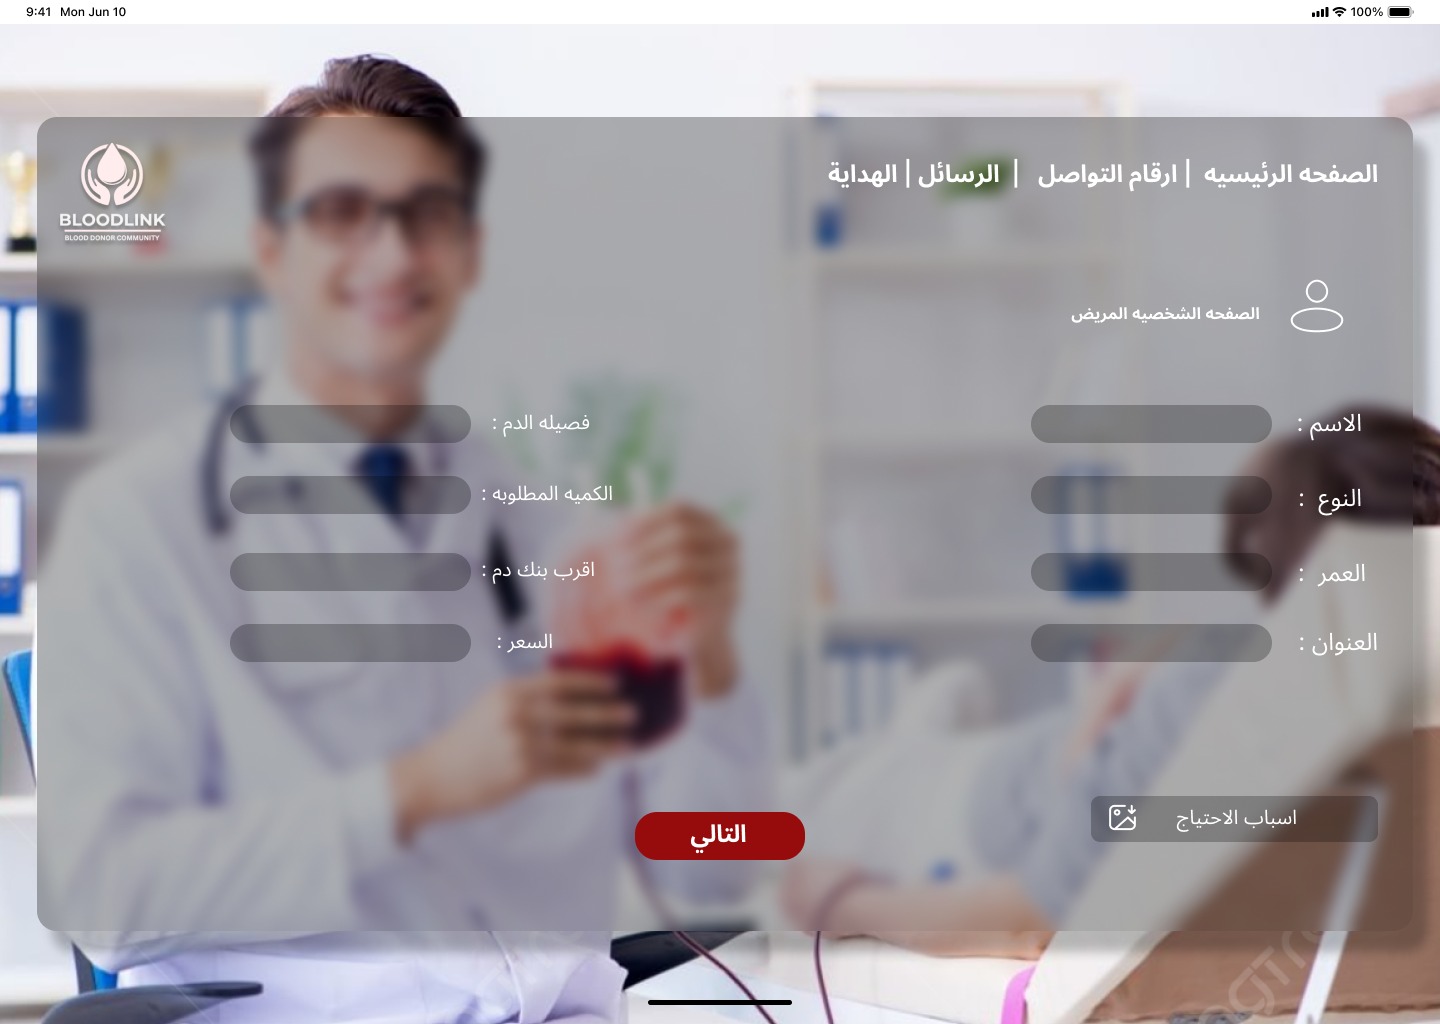 9:41 Mon Jun 10
100%
BLOODLINK
BLOOD DONOR COMMUNITY
الصفحه الرئيسيه | ارقام التواصل | الرسائل | الهداية
الصفحه الشخصيه المريض
الاسم :
فصيله الدم :
النوع :
الكميه المطلوبه :
العمر :
اقرب بنك دم :
العنوان :
السعر :
اسباب الاحتياج
التالي